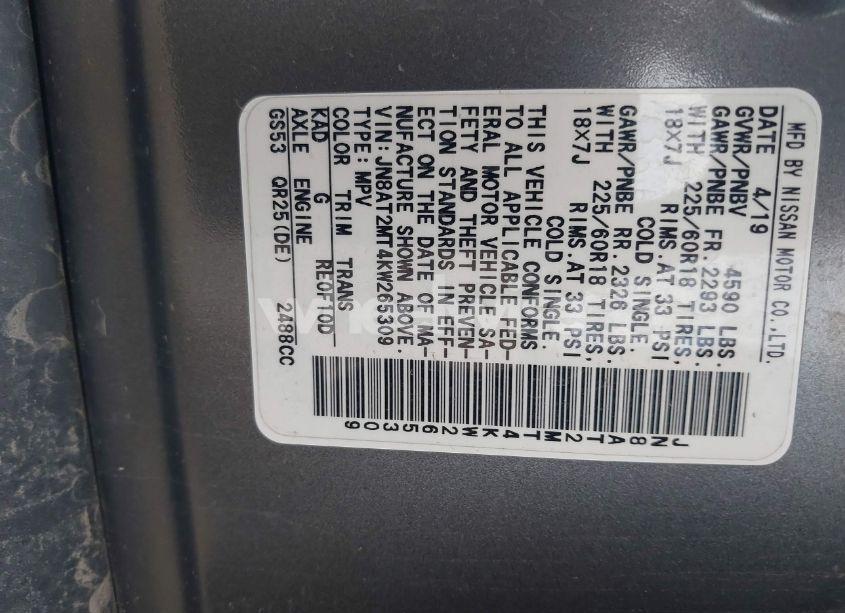 MFD BY NISSAN MOTOR CO.,LTD.
DATE 4/19
GVWR/PNBV 4590 LBS.
GAWR/PNBE FR.2293 LBS.
WITH 225/60R18 TIRES,
18X7J RIMS.AT 33 PSI
COLD SINGLE.
GAWR/PNBE RR.2326 LBS.
WITH 225/60R18 TIRES,
18X7J RIMS.AT 33 PSI
COLD SINGLE.
THIS VEHICLE CONFORMS
TO ALL APPLICABLE FED-
ERAL MOTOR VEHICLE SA-
FETY AND THEFT PREVEN-
TION STANDARDS IN EFF-
ECT ON THE DATE OF MA-
NUFACTURE SHOWN ABOVE.
VIN:JN8AT2MT4KW265309
TYPE:MPV
COLOR TRIM TRANS
KAD G RE0F10D
AXLE ENGINE
GS53 QR25(DE) 2488CC
JN8AT2MT4KW265309